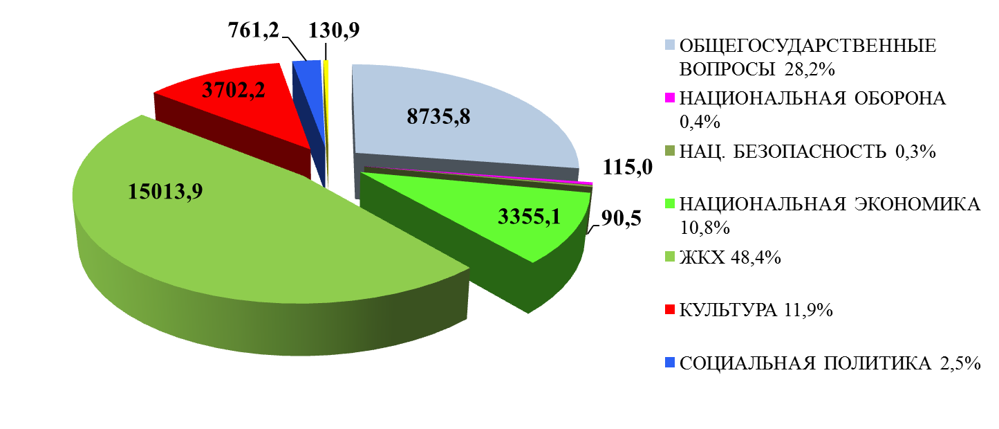 761,2
130,9
3702,2
8735,8
115,0
15013,9
3355,1
90,5
ОБЩЕГОСУДАРСТВЕННЫЕ
ВОПРОСЫ 28,2%
НАЦИОНАЛЬНАЯ ОБОРОНА
0,4%
НАЦ. БЕЗОПАСНОСТЬ 0,3%
НАЦИОНАЛЬНАЯ ЭКОНОМИКА
10,8%
ЖКХ 48,4%
КУЛЬТУРА 11,9%
СОЦИАЛЬНАЯ ПОЛИТИКА 2,5%